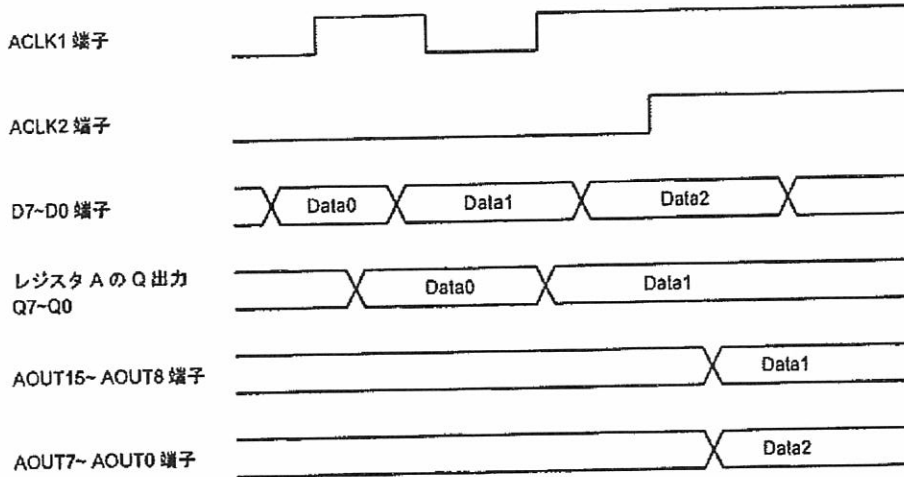 ACLK1 端子
ACLK2 端子
D7~D0 端子
Data0
Data1
Data2
レジスタ A の Q 出力
Q7~Q0
Data0
Data1
AOUT15~ AOUT8 端子
Data1
AOUT7~ AOUT0 端子
Data2